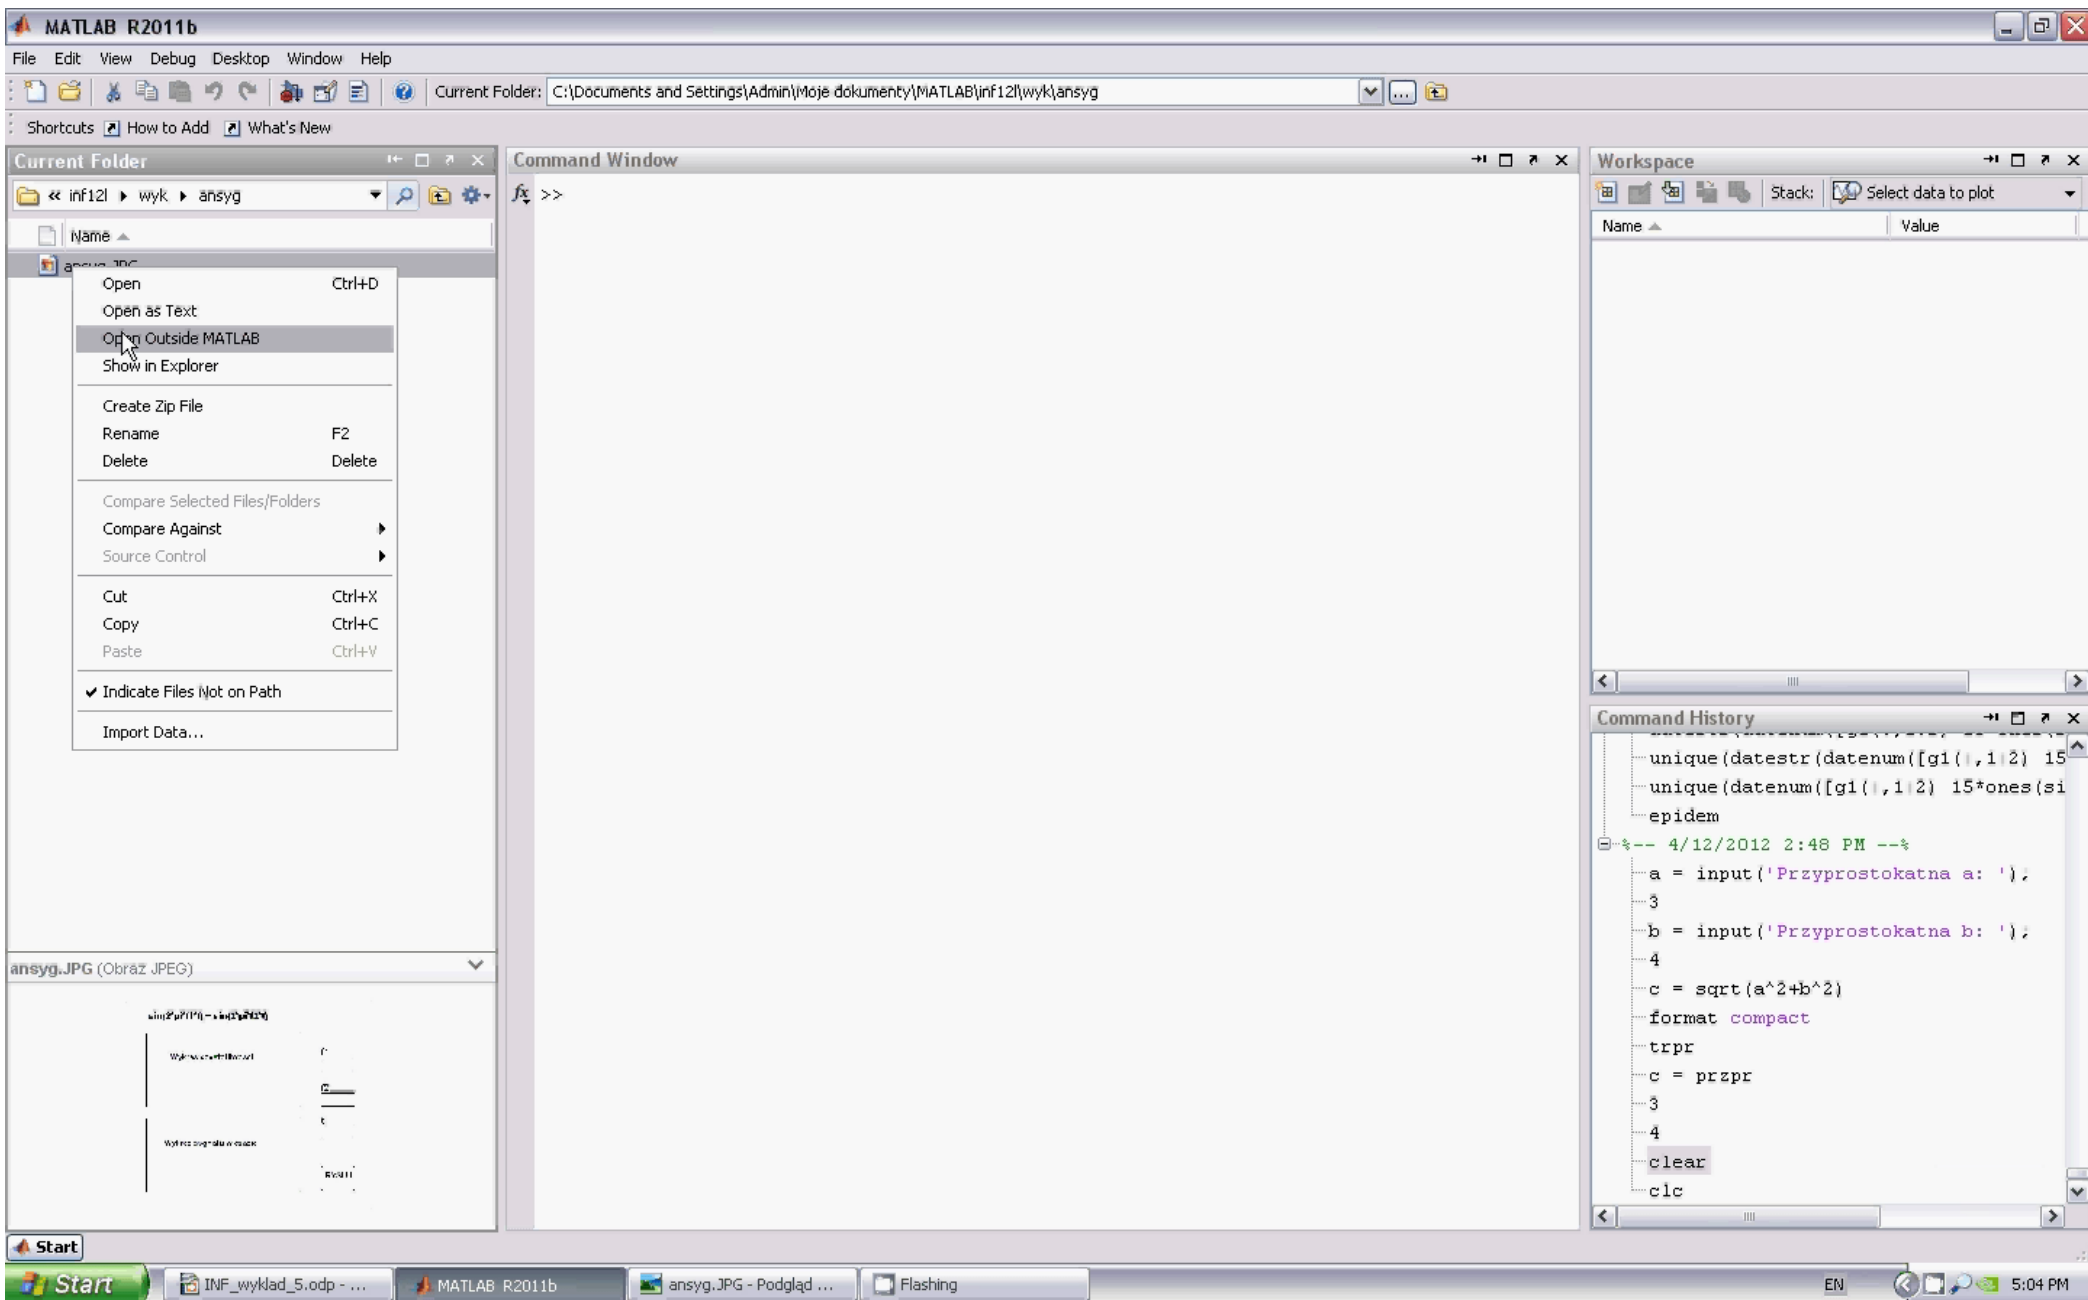 MATLAB R2011b
File Edit View Debug Desktop Window Help
Current Folder: C:\Documents and Settings\Admin\Moje dokumenty\MATLAB\inf12l\wyk\ansyg
Shortcuts How to Add What's New
Current Folder
« inf12l wyk ansyg
Name
ansyg.JPG
Open Ctrl+D
Open as Text
Open Outside MATLAB
Show in Explorer
Create Zip File
Rename F2
Delete Delete
Compare Selected Files/Folders
Compare Against
Source Control
Cut Ctrl+X
Copy Ctrl+C
Paste Ctrl+V
Indicate Files Not on Path
Import Data...
ansyg.JPG (Obraz JPEG)
Command Window
fx >>
Workspace
Stack: Select data to plot
Name Value
Command History
unique(datestr(datenum([g1(:,1:2) 15
unique(datenum([g1(:,1:2) 15*ones(si
epidem
%-- 4/12/2012 2:48 PM --%
a = input('Przyprostokatna a: ');
3
b = input('Przyprostokatna b: ');
4
c = sqrt(a^2+b^2)
format compact
trpr
c = przpr
3
4
clear
clc
Start
Start INF_wyklad_5.odp - ... MATLAB R2011b ansyg.JPG - Podgląd ... Flashing EN 5:04 PM